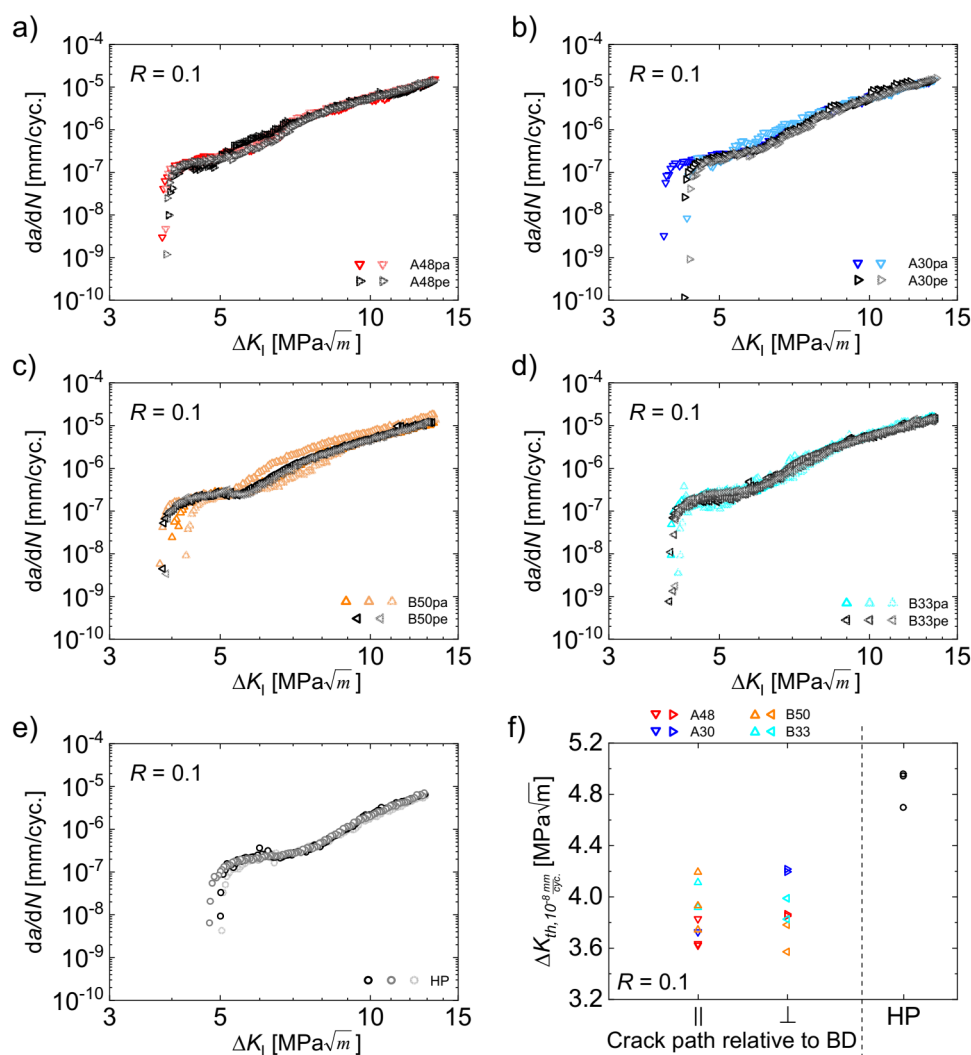 a)
10⁻⁴
10⁻⁵
10⁻⁶
10⁻⁷
10⁻⁸
10⁻⁹
10⁻¹⁰
da/dN [mm/cyc.]
R = 0.1
A48pa
A48pe
3 5 10 15
ΔK_I [MPa√m]
b)
10⁻⁴
10⁻⁵
10⁻⁶
10⁻⁷
10⁻⁸
10⁻⁹
10⁻¹⁰
da/dN [mm/cyc.]
R = 0.1
A30pa
A30pe
3 5 10 15
ΔK_I [MPa√m]
c)
10⁻⁴
10⁻⁵
10⁻⁶
10⁻⁷
10⁻⁸
10⁻⁹
10⁻¹⁰
da/dN [mm/cyc.]
R = 0.1
B50pa
B50pe
3 5 10 15
ΔK_I [MPa√m]
d)
10⁻⁴
10⁻⁵
10⁻⁶
10⁻⁷
10⁻⁸
10⁻⁹
10⁻¹⁰
da/dN [mm/cyc.]
R = 0.1
B33pa
B33pe
3 5 10 15
ΔK_I [MPa√m]
e)
10⁻⁴
10⁻⁵
10⁻⁶
10⁻⁷
10⁻⁸
10⁻⁹
10⁻¹⁰
da/dN [mm/cyc.]
R = 0.1
HP
3 5 10 15
ΔK_I [MPa√m]
f)
A48 B50
A30 B33
5.2
4.8
4.4
4.0
3.6
3.2
ΔK_th,10⁻⁸ mm/cyc. [MPa√m]
R = 0.1
|| ⊥ HP
Crack path relative to BD